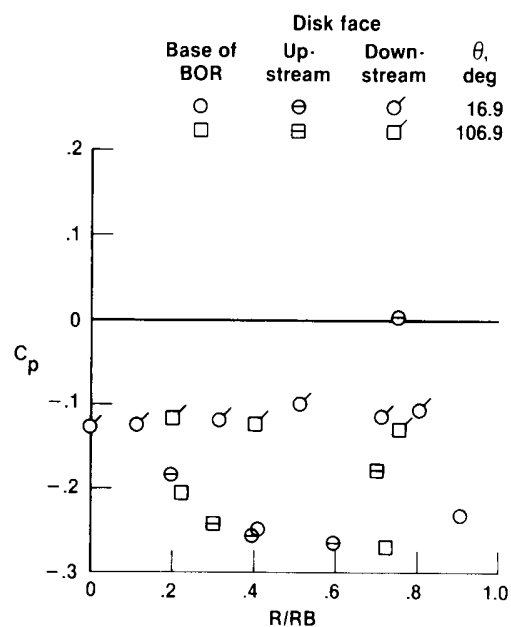 Disk face
Base of BOR Up-stream Down-stream θ, deg
16.9
106.9
.2
.1
0
Cp
-.1
-.2
-.3
0 .2 .4 .6 .8 1.0
R/RB